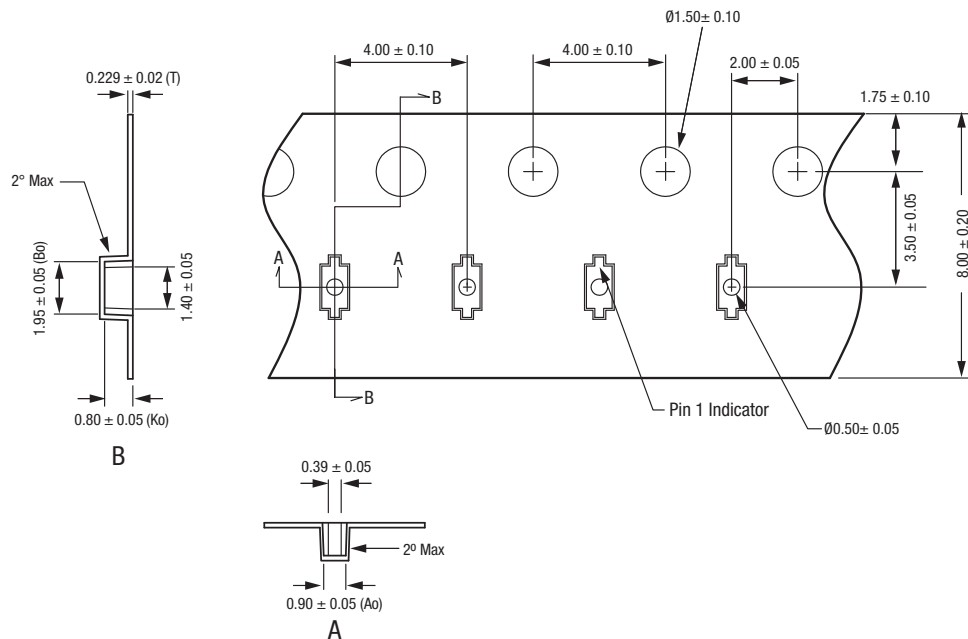 Ø1.50± 0.10
4.00 ± 0.10
4.00 ± 0.10
2.00 ± 0.05
0.229 ± 0.02 (T)
B
1.75 ± 0.10
2° Max
3.50 ± 0.05
8.00 ± 0.20
A
A
1.95 ± 0.05 (Bo)
1.40 ± 0.05
B
Pin 1 Indicator
0.80 ± 0.05 (Ko)
Ø0.50± 0.05
B
0.39 ± 0.05
2º Max
0.90 ± 0.05 (Ao)
A